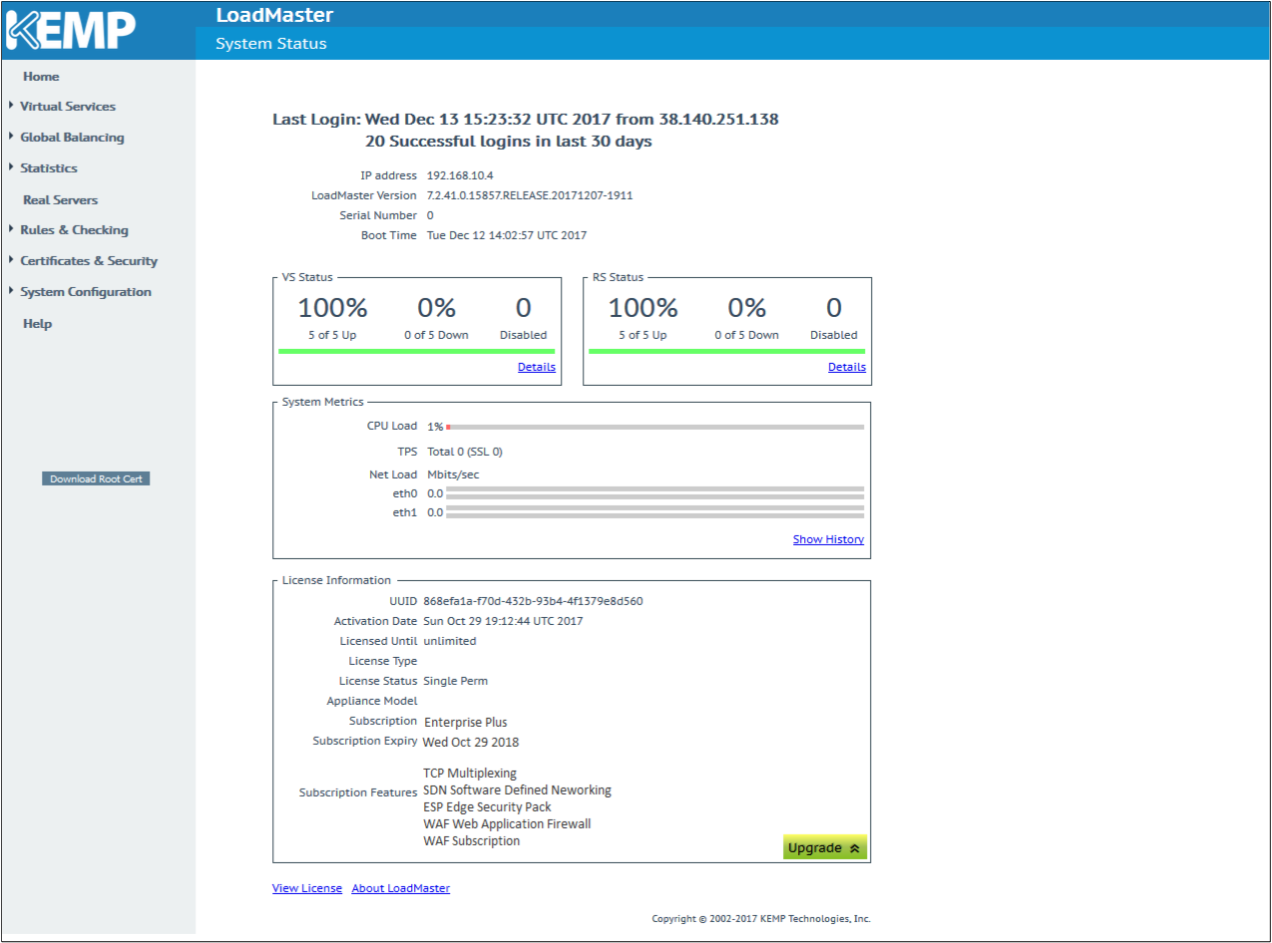 KEMP
LoadMaster
System Status
Home
Virtual Services
Global Balancing
Statistics
Real Servers
Rules & Checking
Certificates & Security
System Configuration
Help
Download Root Cert
Last Login: Wed Dec 13 15:23:32 UTC 2017 from 38.140.251.138
20 Successful logins in last 30 days
IP address 192.168.10.4
LoadMaster Version 7.2.41.0.15857.RELEASE.20171207-1911
Serial Number 0
Boot Time Tue Dec 12 14:02:57 UTC 2017
VS Status
100% 0% 0
5 of 5 Up 0 of 5 Down Disabled
Details
RS Status
100% 0% 0
5 of 5 Up 0 of 5 Down Disabled
Details
System Metrics
CPU Load 1%
TPS Total 0 (SSL 0)
Net Load Mbits/sec
eth0 0.0
eth1 0.0
Show History
License Information
UUID 868efa1a-f70d-432b-93b4-4f1379e8d560
Activation Date Sun Oct 29 19:12:44 UTC 2017
Licensed Until unlimited
License Type
License Status Single Perm
Appliance Model
Subscription Enterprise Plus
Subscription Expiry Wed Oct 29 2018
TCP Multiplexing
Subscription Features SDN Software Defined Neworking
ESP Edge Security Pack
WAF Web Application Firewall
WAF Subscription
Upgrade
View License About LoadMaster
Copyright © 2002-2017 KEMP Technologies, Inc.